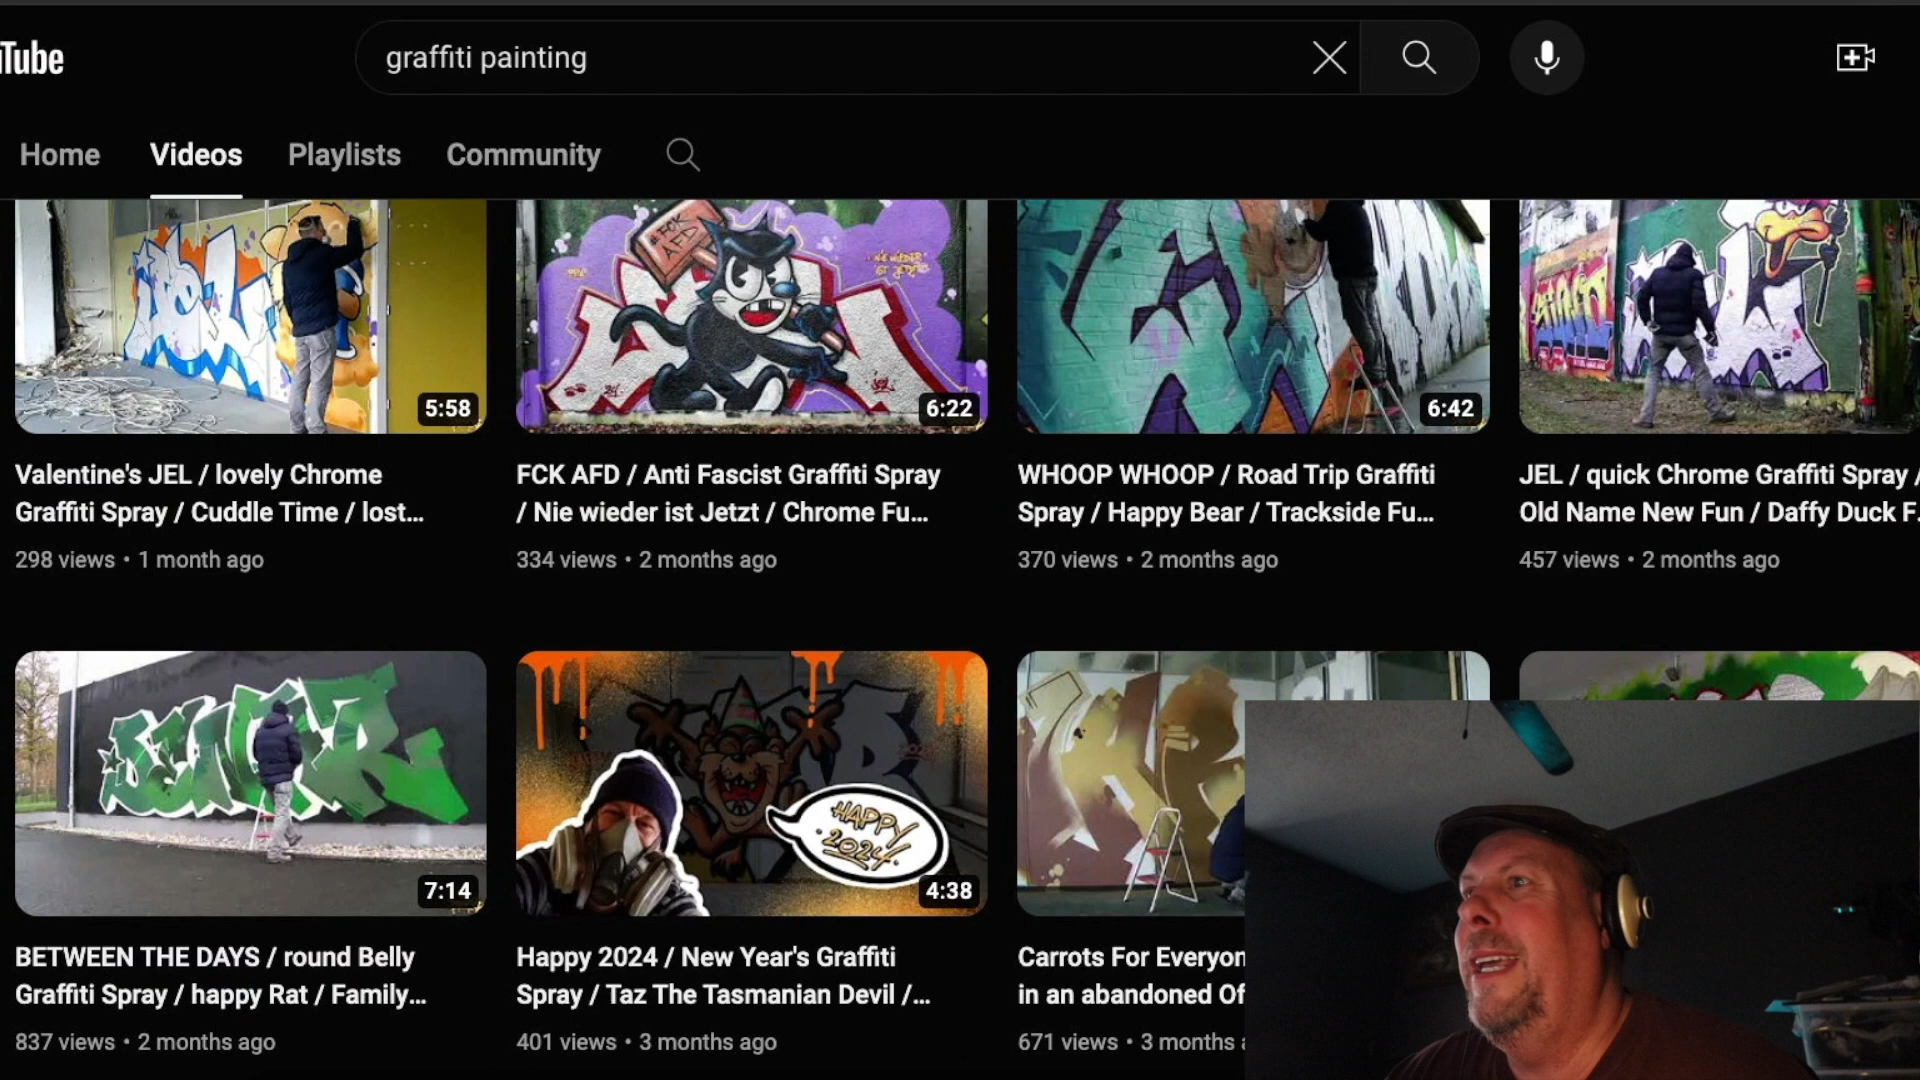 Tube
graffiti painting
Home Videos Playlists Community
5:58
6:22
6:42
Valentine's JEL / lovely Chrome
Graffiti Spray / Cuddle Time / lost...
298 views • 1 month ago
FCK AFD / Anti Fascist Graffiti Spray
/ Nie wieder ist Jetzt / Chrome Fu...
334 views • 2 months ago
WHOOP WHOOP / Road Trip Graffiti
Spray / Happy Bear / Trackside Fu...
370 views • 2 months ago
JEL / quick Chrome Graffiti Spray /
Old Name New Fun / Daffy Duck F.
457 views • 2 months ago
7:14
HAPPY
2024
4:38
BETWEEN THE DAYS / round Belly
Graffiti Spray / happy Rat / Family...
837 views • 2 months ago
Happy 2024 / New Year's Graffiti
Spray / Taz The Tasmanian Devil /...
401 views • 3 months ago
Carrots For Everyon
in an abandoned Of
671 views • 3 months